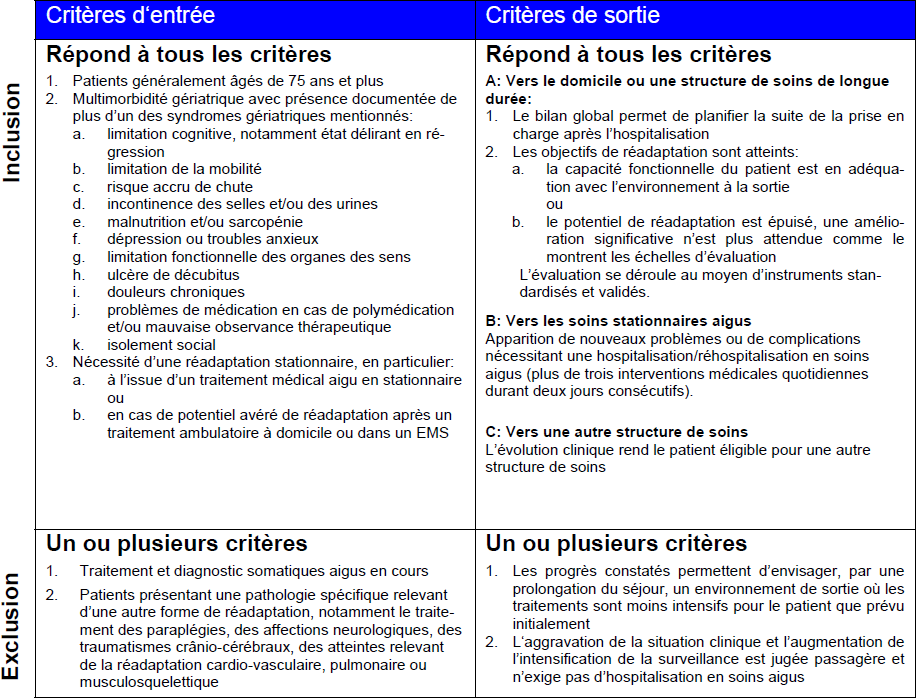 Critères d'entrée
Critères de sortie
Inclusion
Répond à tous les critères
1. Patients généralement âgés de 75 ans et plus
2. Multimorbidité gériatrique avec présence documentée de
plus d'un des syndromes gériatriques mentionnés:
a. limitation cognitive, notamment état délirant en ré-
gression
b. limitation de la mobilité
c. risque accru de chute
d. incontinence des selles et/ou des urines
e. malnutrition et/ou sarcopénie
f. dépression ou troubles anxieux
g. limitation fonctionnelle des organes des sens
h. ulcère de décubitus
i. douleurs chroniques
j. problèmes de médication en cas de polymédication
et/ou mauvaise observance thérapeutique
k. isolement social
3. Nécessité d'une réadaptation stationnaire, en particulier:
a. à l'issue d'un traitement médical aigu en stationnaire
ou
b. en cas de potentiel avéré de réadaptation après un
traitement ambulatoire à domicile ou dans un EMS
Répond à tous les critères
A: Vers le domicile ou une structure de soins de longue
durée:
1. Le bilan global permet de planifier la suite de la prise en
charge après l'hospitalisation
2. Les objectifs de réadaptation sont atteints:
a. la capacité fonctionnelle du patient est en adéqua-
tion avec l'environnement à la sortie
ou
b. le potentiel de réadaptation est épuisé, une amélio-
ration significative n'est plus attendue comme le
montrent les échelles d'évaluation
L'évaluation se déroule au moyen d'instruments stan-
dardisés et validés.
B: Vers les soins stationnaires aigus
Apparition de nouveaux problèmes ou de complications
nécessitant une hospitalisation/réhospitalisation en soins
aigus (plus de trois interventions médicales quotidiennes
durant deux jours consécutifs).
C: Vers une autre structure de soins
L'évolution clinique rend le patient éligible pour une autre
structure de soins
Exclusion
Un ou plusieurs critères
1. Traitement et diagnostic somatiques aigus en cours
2. Patients présentant une pathologie spécifique relevant
d'une autre forme de réadaptation, notamment le traite-
ment des paraplégies, des affections neurologiques, des
traumatismes crânio-cérébraux, des atteintes relevant
de la réadaptation cardio-vasculaire, pulmonaire ou
musculosquelettique
Un ou plusieurs critères
1. Les progrès constatés permettent d'envisager, par une
prolongation du séjour, un environnement de sortie où les
traitements sont moins intensifs pour le patient que prévu
initialement
2. L'aggravation de la situation clinique et l'augmentation de
l'intensification de la surveillance est jugée passagère et
n'exige pas d'hospitalisation en soins aigus